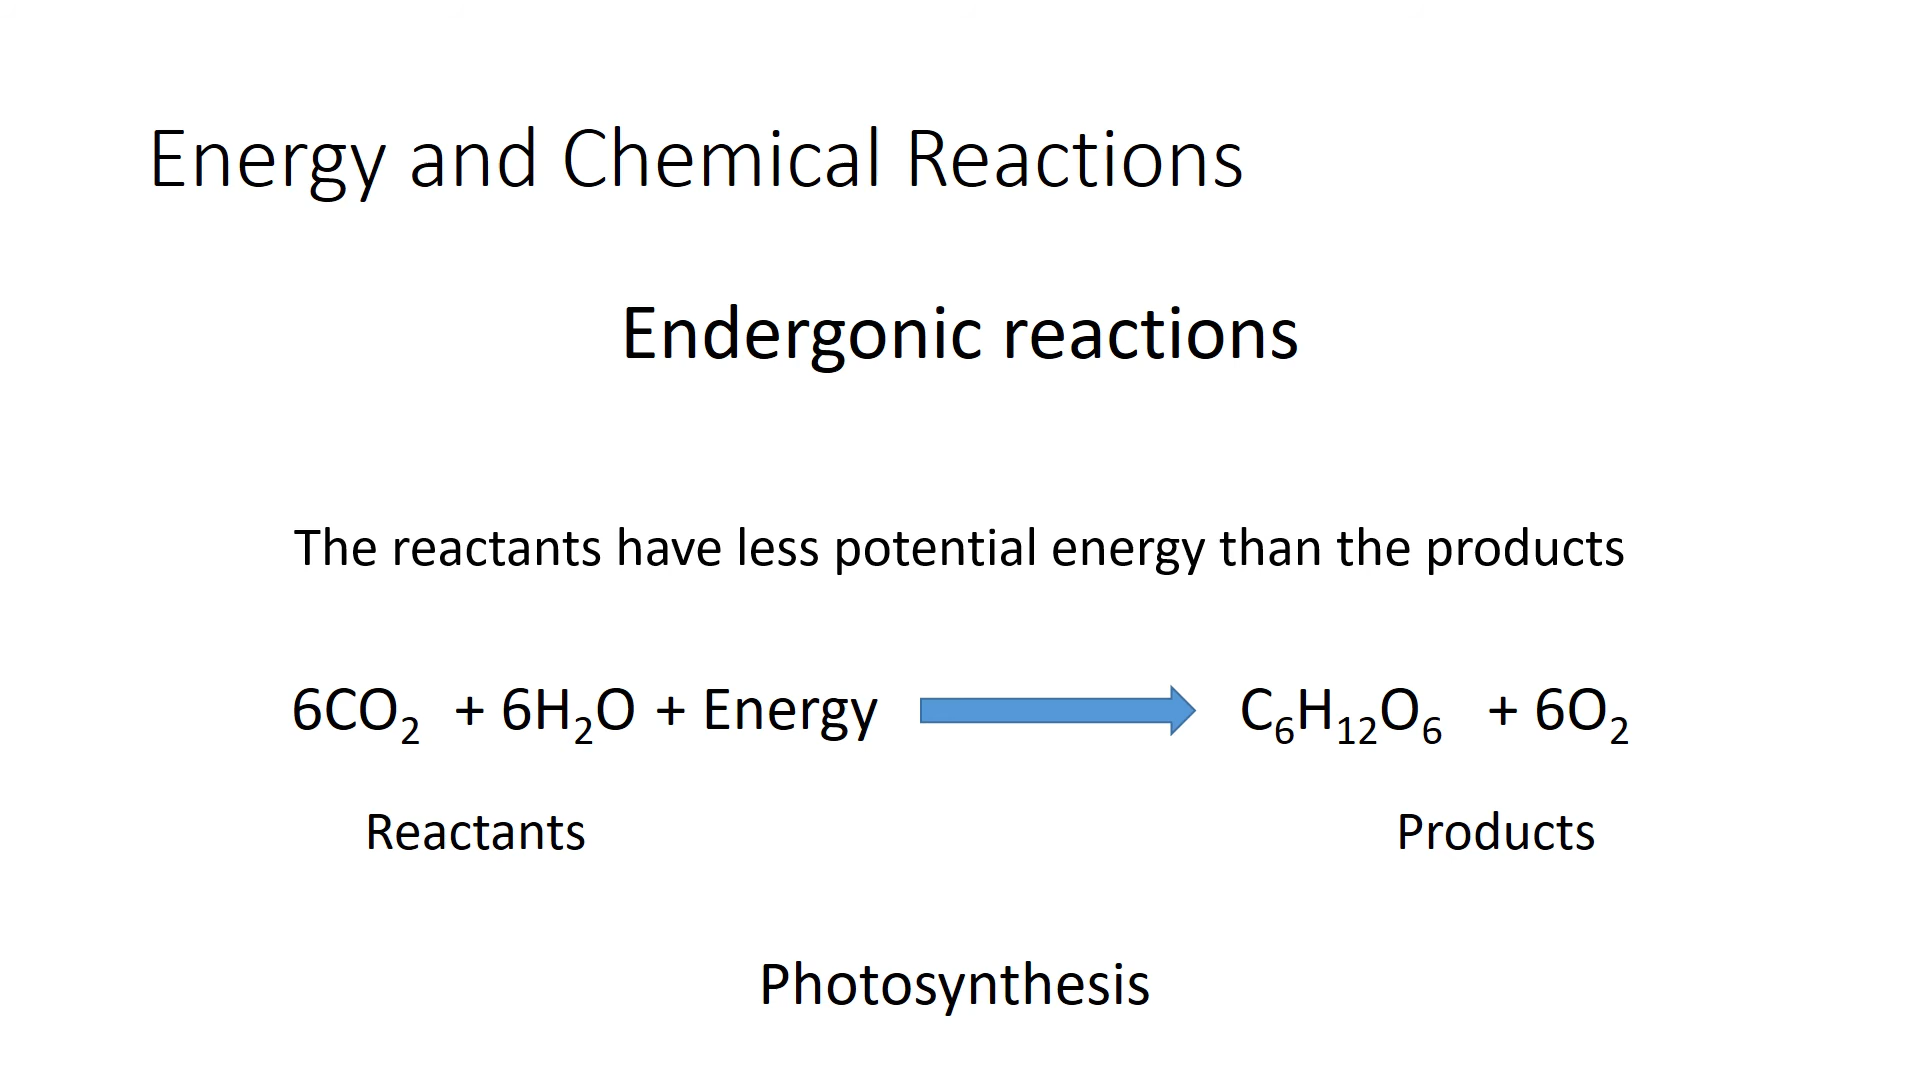 Energy and Chemical Reactions
Endergonic reactions
The reactants have less potential energy than the products
6CO₂ + 6H₂O + Energy C₆H₁₂O₆ + 6O₂
Reactants Products
Photosynthesis